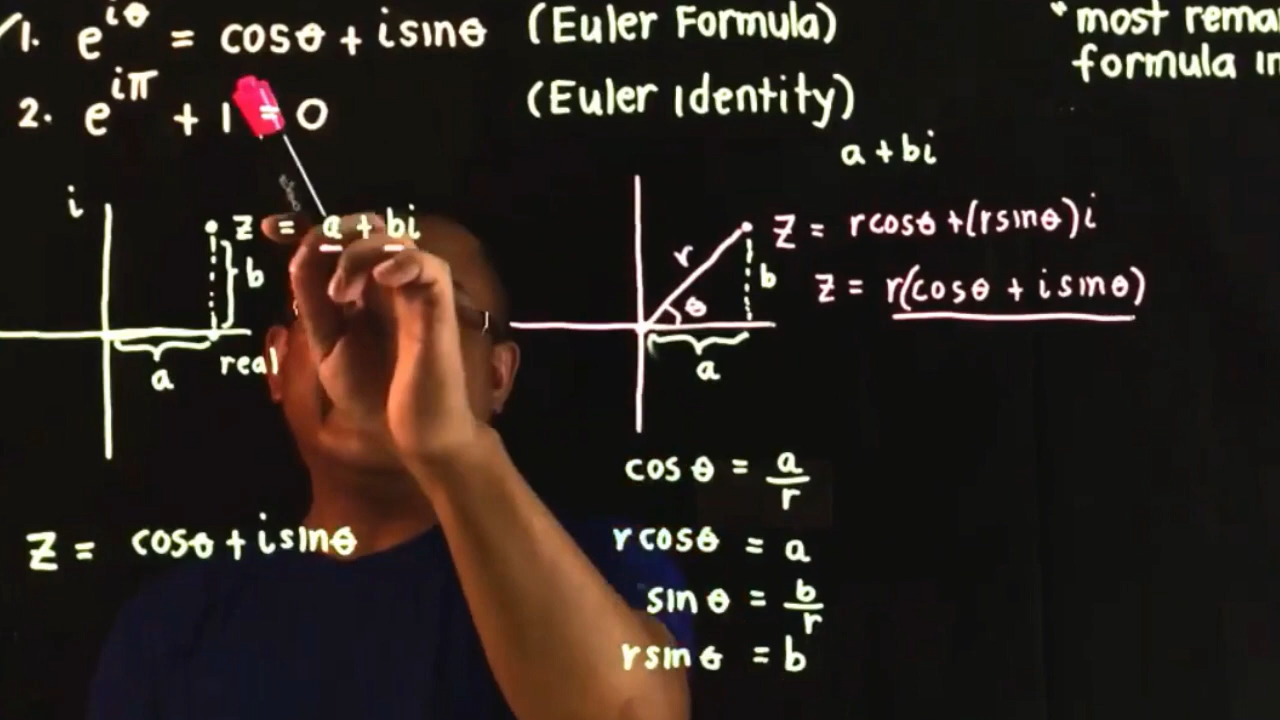 1. e^{iθ} = cosθ + isinθ (Euler Formula)
2. e^{iπ} + 1 = 0 (Euler Identity)
*most
formula in
a + bi
i
z = a + bi
b
a
real
r
θ
b
a
z = rcosθ + (rsinθ)i
z = r(cosθ + isinθ)
cosθ = a/r
rcosθ = a
sinθ = b/r
rsinθ = b
z = cosθ + isinθ